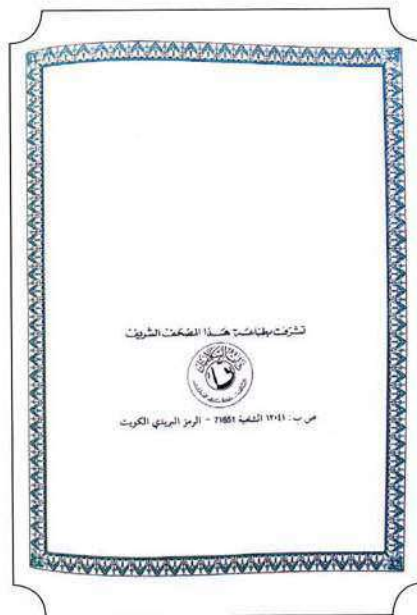 تشرفت بطباعة هذا المصحف الشريف
ص ب : ١٢٠٤١ الشامية 71651 - الرمز البريدي الكويت